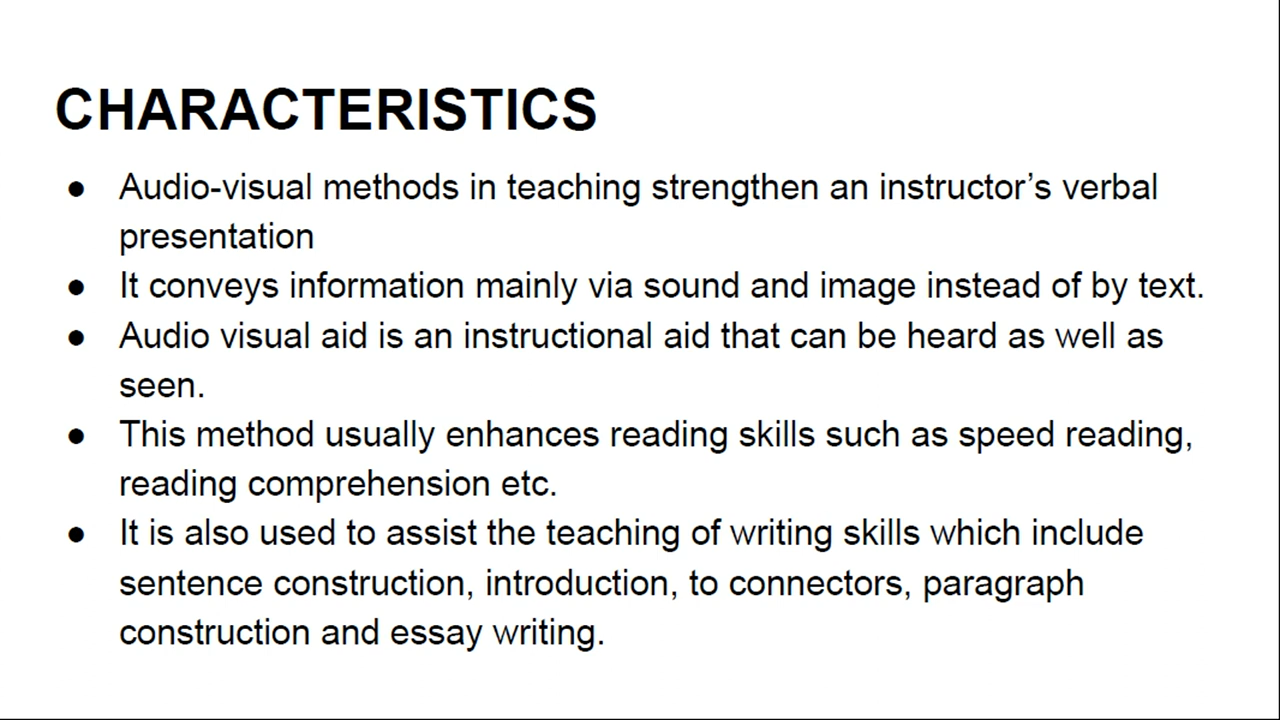 CHARACTERISTICS
● Audio-visual methods in teaching strengthen an instructor’s verbal
presentation
● It conveys information mainly via sound and image instead of by text.
● Audio visual aid is an instructional aid that can be heard as well as
seen.
● This method usually enhances reading skills such as speed reading,
reading comprehension etc.
● It is also used to assist the teaching of writing skills which include
sentence construction, introduction, to connectors, paragraph
construction and essay writing.